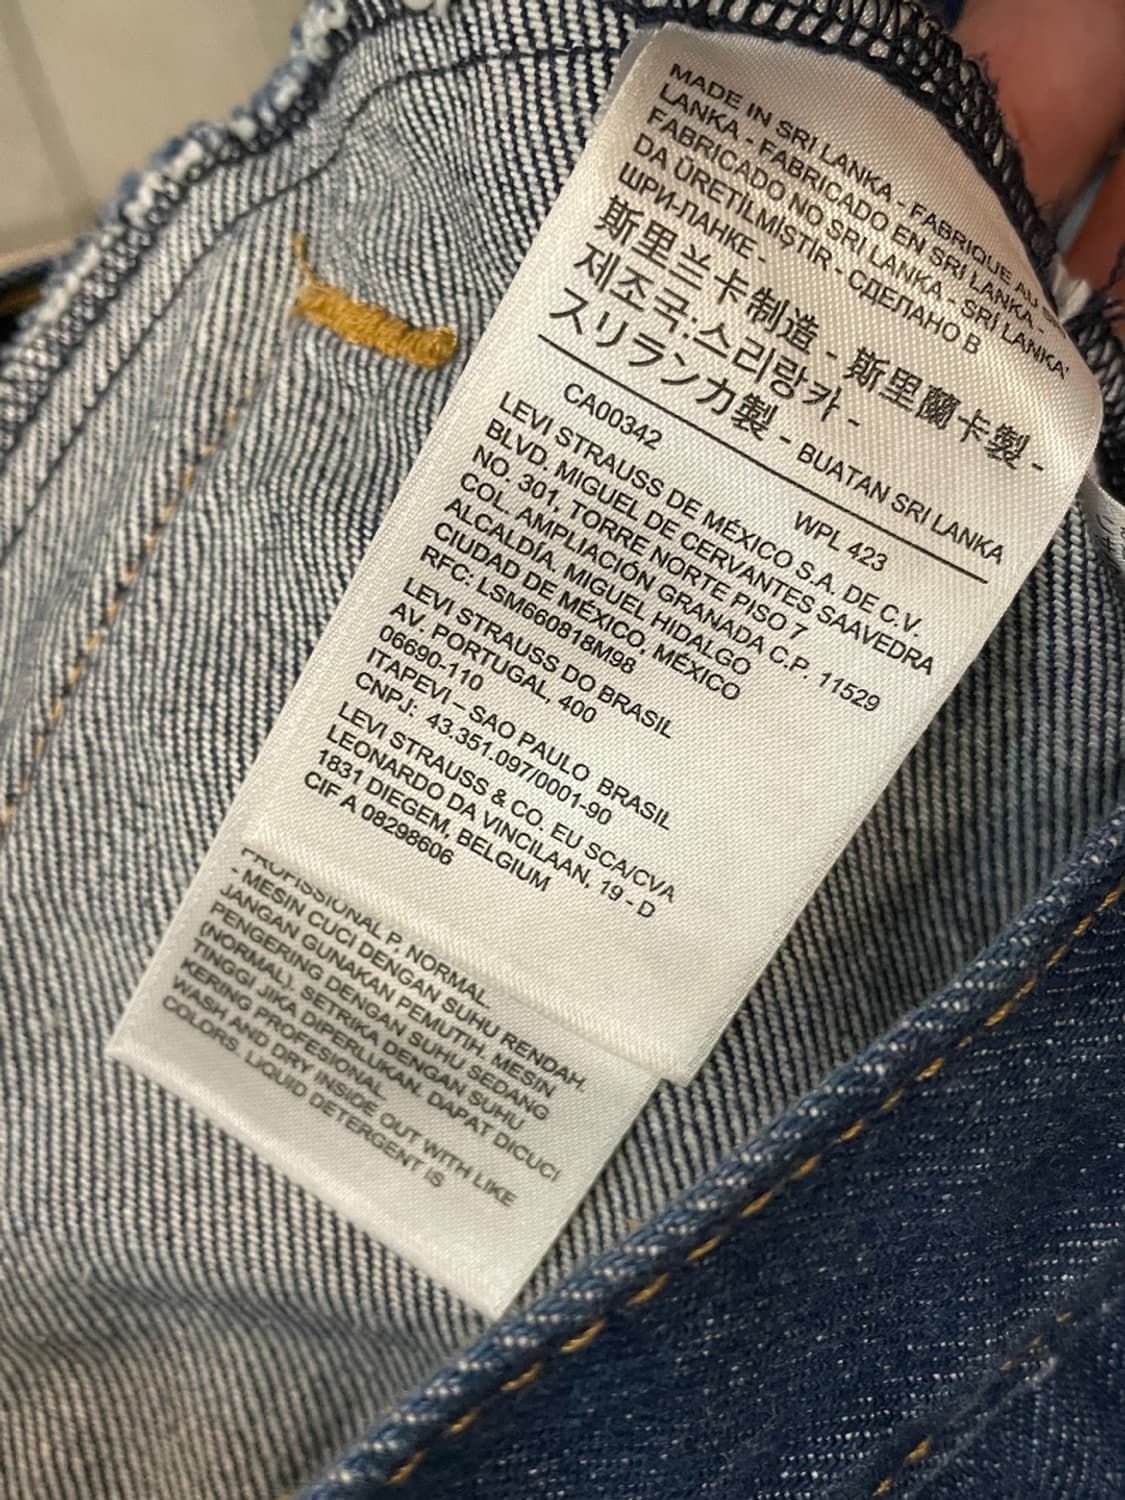 MADE IN SRI LANKA - FABRIQUE AU
LANKA - FABRICADO EN SRI LANKA -
FABRICADO NO SRI LANKA - SRİ LANKA'
DA ÜRETİLMİŞTİR - СДЕЛАНО В
ШРИ-ЛАНКЕ -
斯里兰卡制造 - 斯里蘭卡製 -
제조국:스리랑카 -
スリランカ製 - BUATAN SRI LANKA
CA00342 WPL 423
LEVI STRAUSS DE MÉXICO S.A. DE C.V.
BLVD. MIGUEL DE CERVANTES SAAVEDRA
NO. 301, TORRE NORTE PISO 7
COL. AMPLIACIÓN GRANADA C.P. 11529
ALCALDÍA. MIGUEL HIDALGO
CIUDAD DE MÉXICO, MÉXICO
RFC: LSM660818M98
LEVI STRAUSS DO BRASIL
AV. PORTUGAL, 400
06690-110
ITAPEVI – SAO PAULO BRASIL
CNPJ: 43.351.097/0001-90
LEVI STRAUSS & CO. EU SCA/CVA
LEONARDO DA VINCILAAN, 19 - D
1831 DIEGEM, BELGIUM
CIF A 08298606
PROFISSIONAL P, NORMAL
- MESIN CUCI DENGAN SUHU RENDAH.
JANGAN GUNAKAN PEMUTIH. MESIN
PENGERING DENGAN SUHU SEDANG
(NORMAL). SETRIKA DENGAN SUHU
TINGGI JIKA DIPERLUKAN. DAPAT DICUCI
KERING PROFESIONAL.
WASH AND DRY INSIDE OUT WITH LIKE
COLORS. LIQUID DETERGENT IS